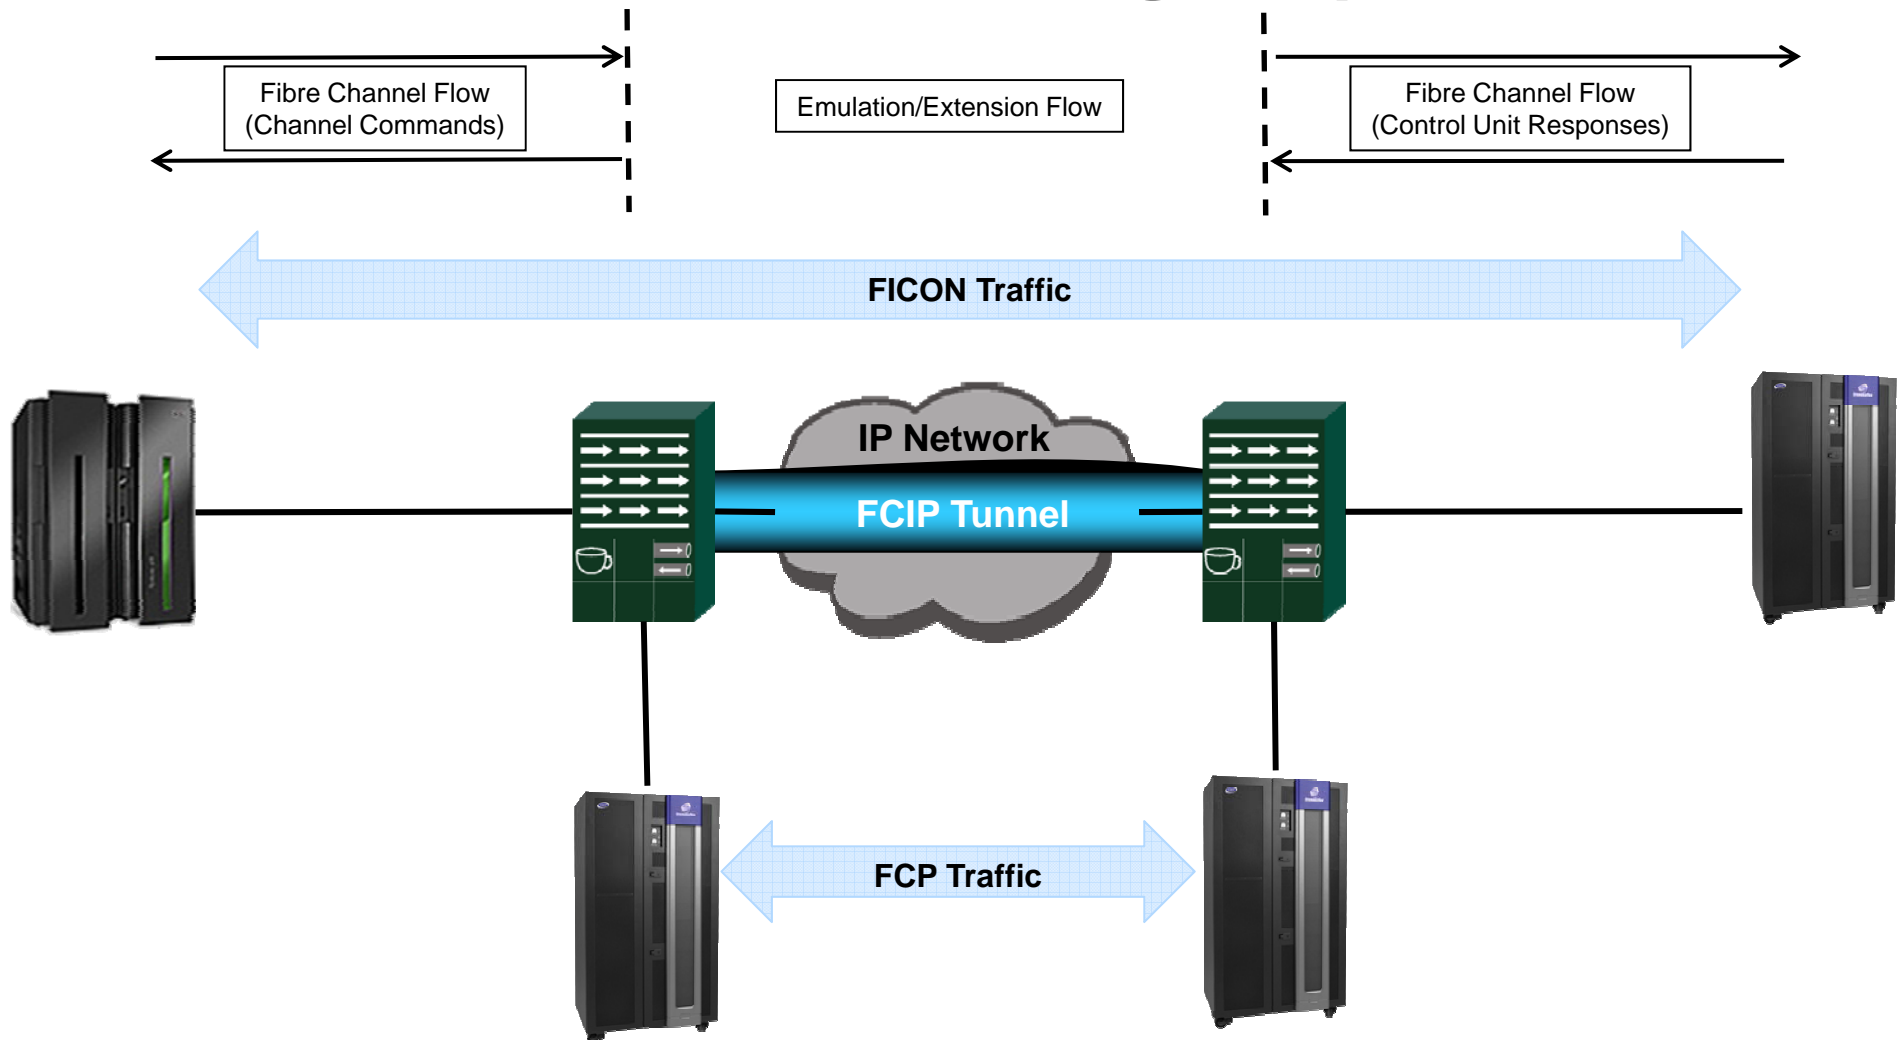 Fibre Channel Flow
(Channel Commands)
Emulation/Extension Flow
Fibre Channel Flow
(Control Unit Responses)
FICON Traffic
IP Network
FCIP Tunnel
FCP Traffic